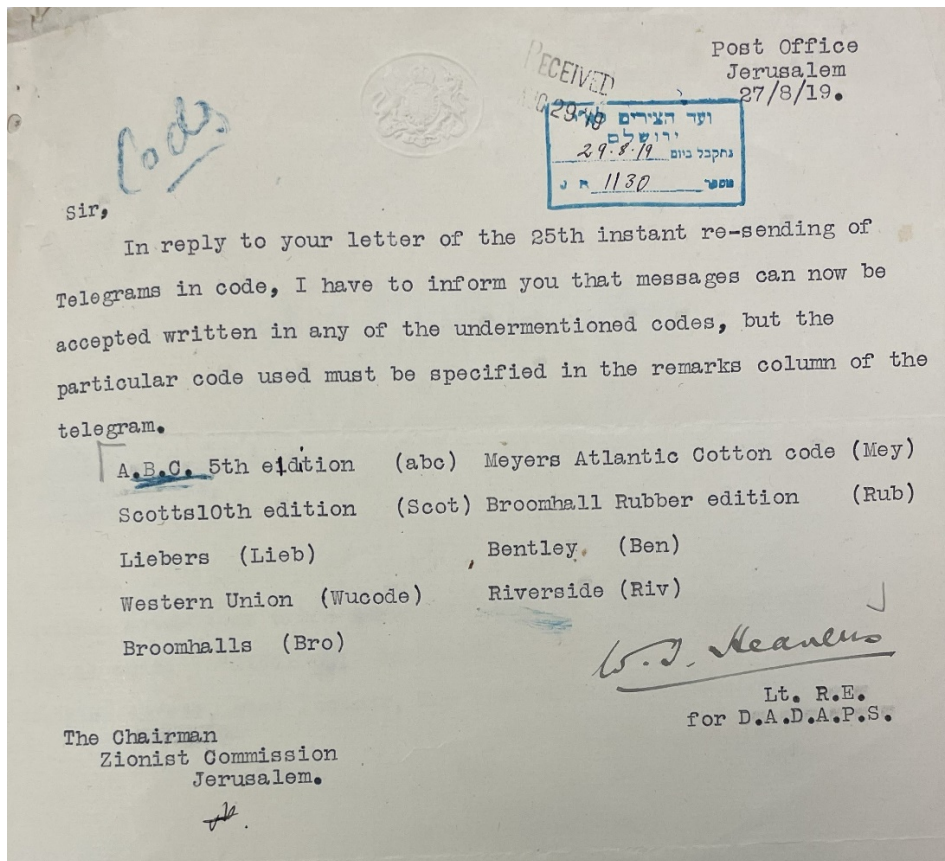 Post Office
Jerusalem
27/8/19.
RECEIVED
29
ועד הצירים
ירושלים
נתקבל ביום 29·8·19
מספר 1130
Codes
Sir,
In reply to your letter of the 25th instant re-sending of
Telegrams in code, I have to inform you that messages can now be
accepted written in any of the undermentioned codes, but the
particular code used must be specified in the remarks column of the
telegram.
A.B.C. 5th edition (abc) Meyers Atlantic Cotton code (Mey)
Scotts10th edition (Scot) Broomhall Rubber edition (Rub)
Liebers (Lieb) Bentley. (Ben)
Western Union (Wucode) Riverside (Riv)
Broomhalls (Bro)
Lt. R.E.
for D.A.D.A.P.S.
The Chairman
Zionist Commission
Jerusalem.